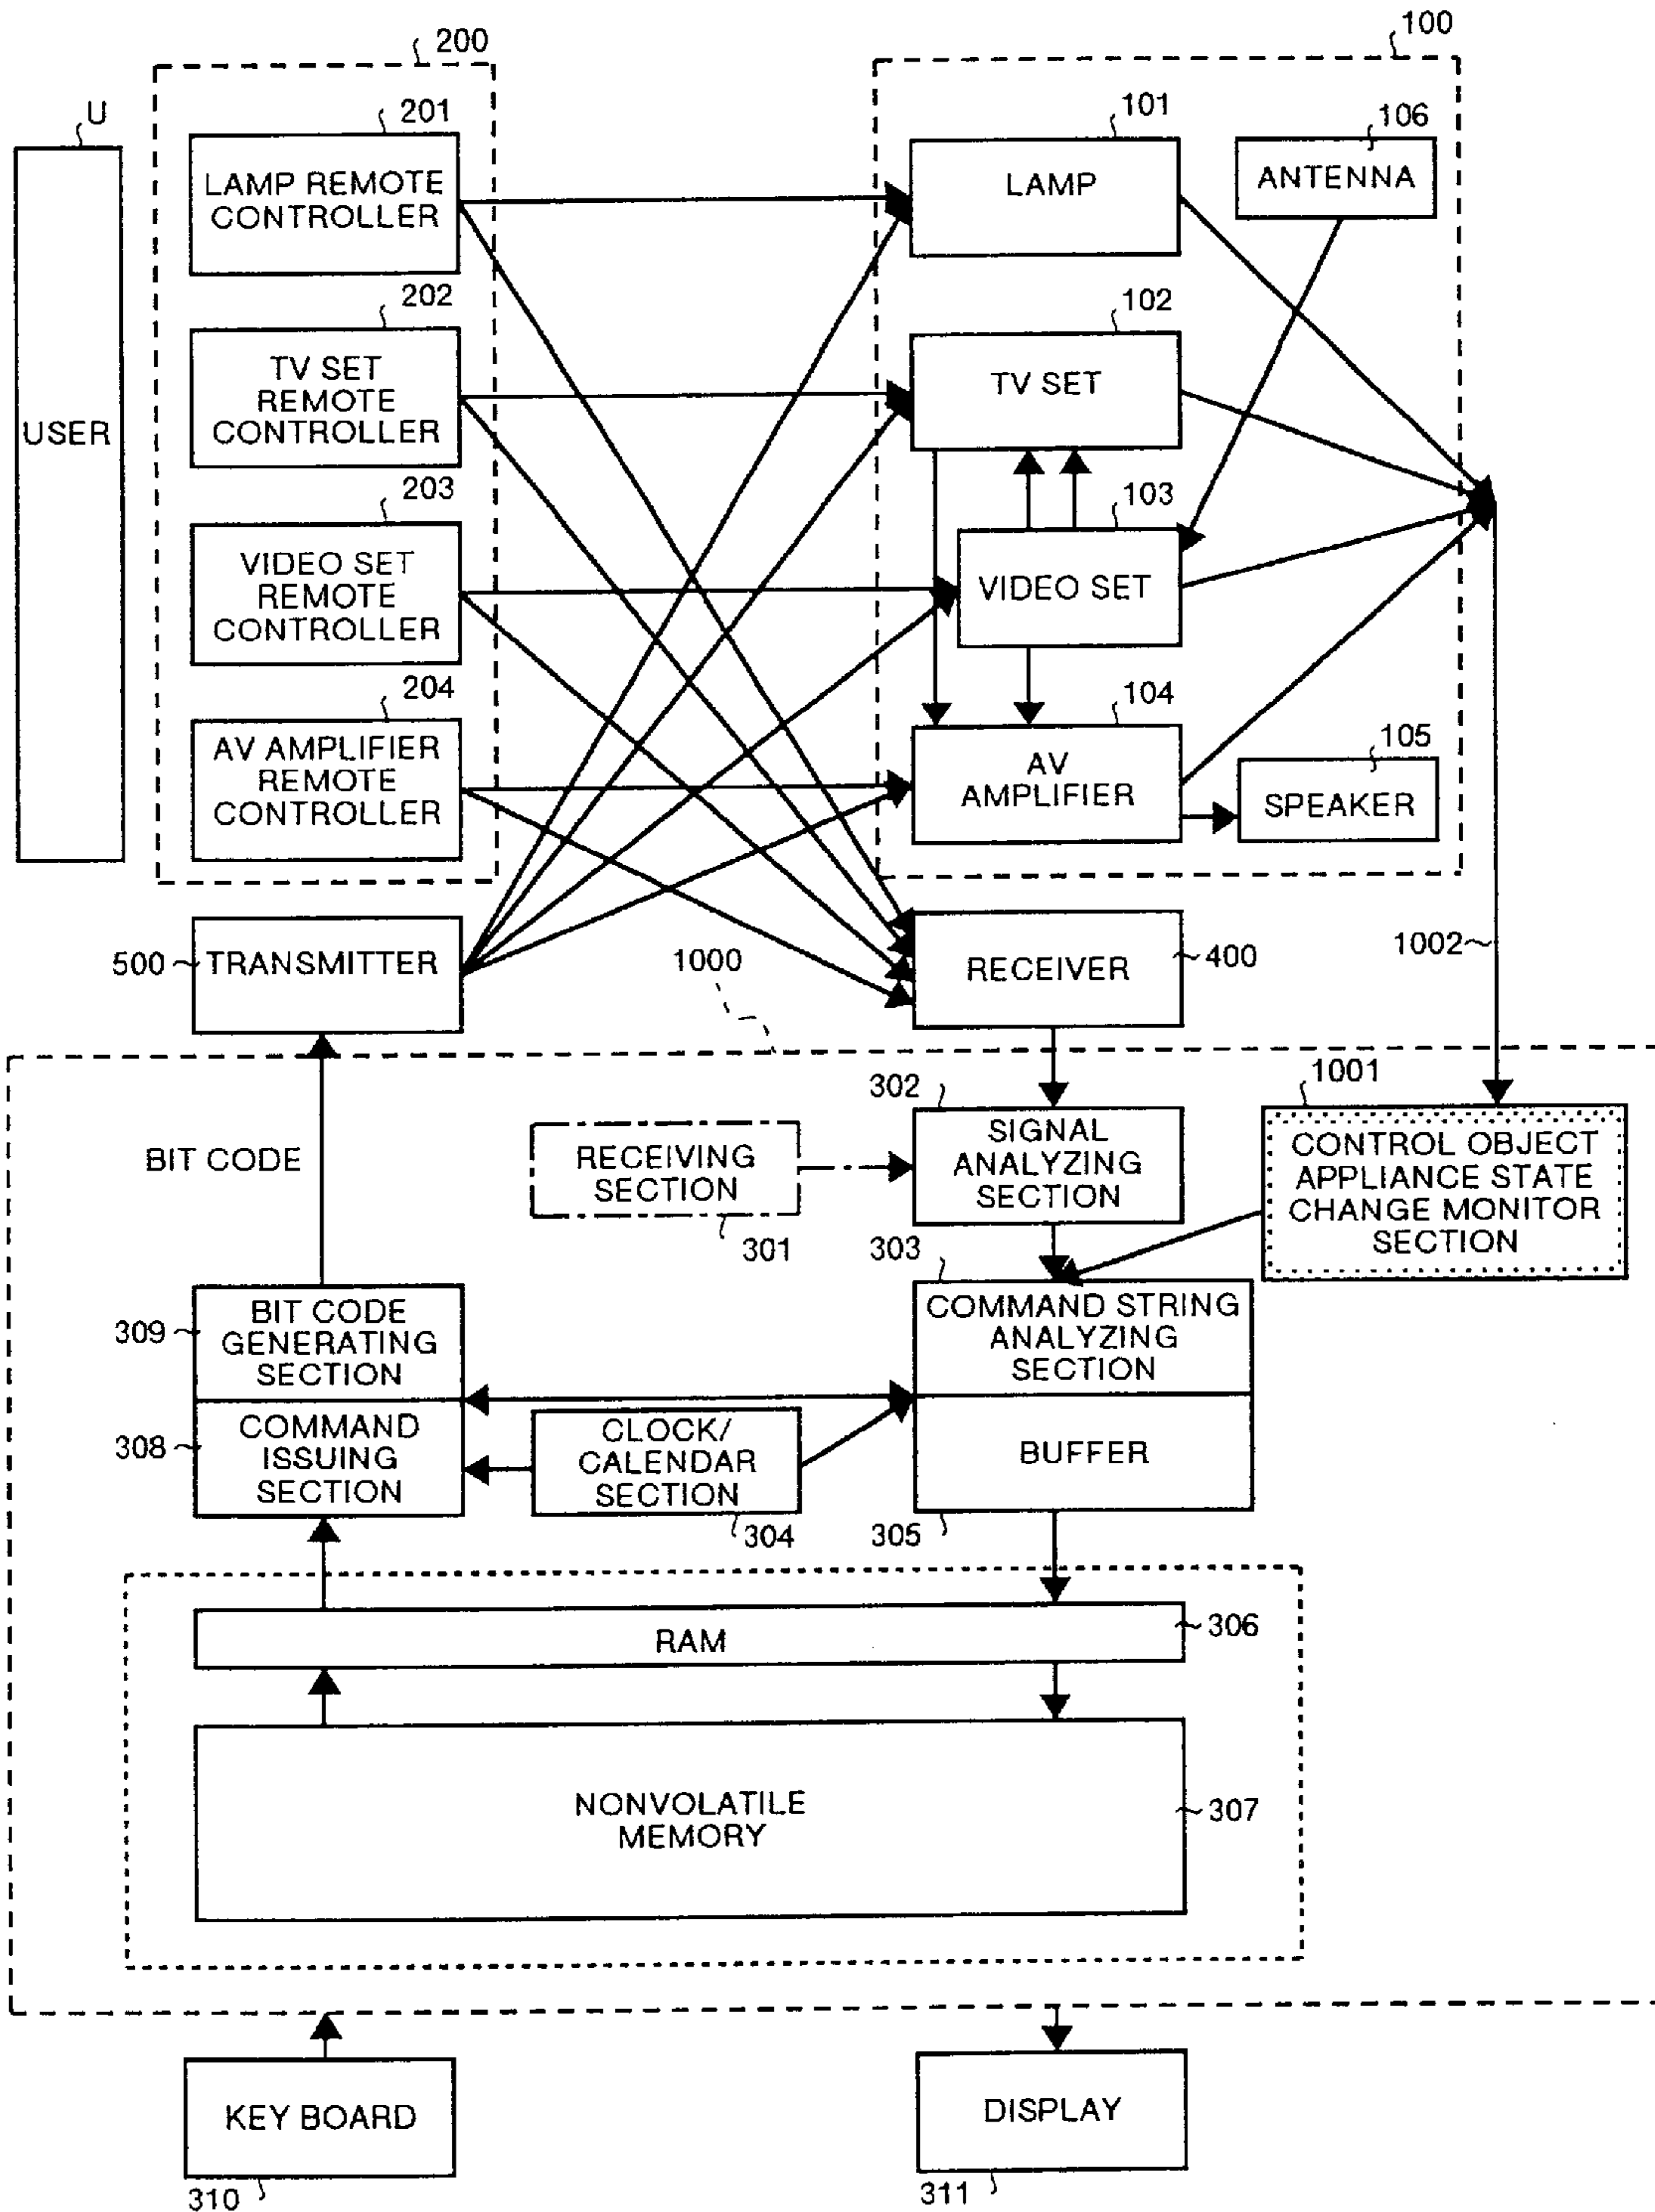 200
100
U
201
101
106
LAMP REMOTE
CONTROLLER
LAMP
ANTENNA
202
102
TV SET
REMOTE
CONTROLLER
TV SET
USER
203
103
VIDEO SET
REMOTE
CONTROLLER
VIDEO SET
204
104
105
AV AMPLIFIER
REMOTE
CONTROLLER
AV
AMPLIFIER
SPEAKER
500
TRANSMITTER
1000
RECEIVER
400
1002
302
1001
BIT CODE
RECEIVING
SECTION
301
SIGNAL
ANALYZING
SECTION
CONTROL OBJECT
APPLIANCE STATE
CHANGE MONITOR
SECTION
303
309
BIT CODE
GENERATING
SECTION
COMMAND STRING
ANALYZING
SECTION
308
COMMAND
ISSUING
SECTION
CLOCK/
CALENDAR
SECTION
304
BUFFER
305
RAM
306
NONVOLATILE
MEMORY
307
KEY BOARD
310
DISPLAY
311